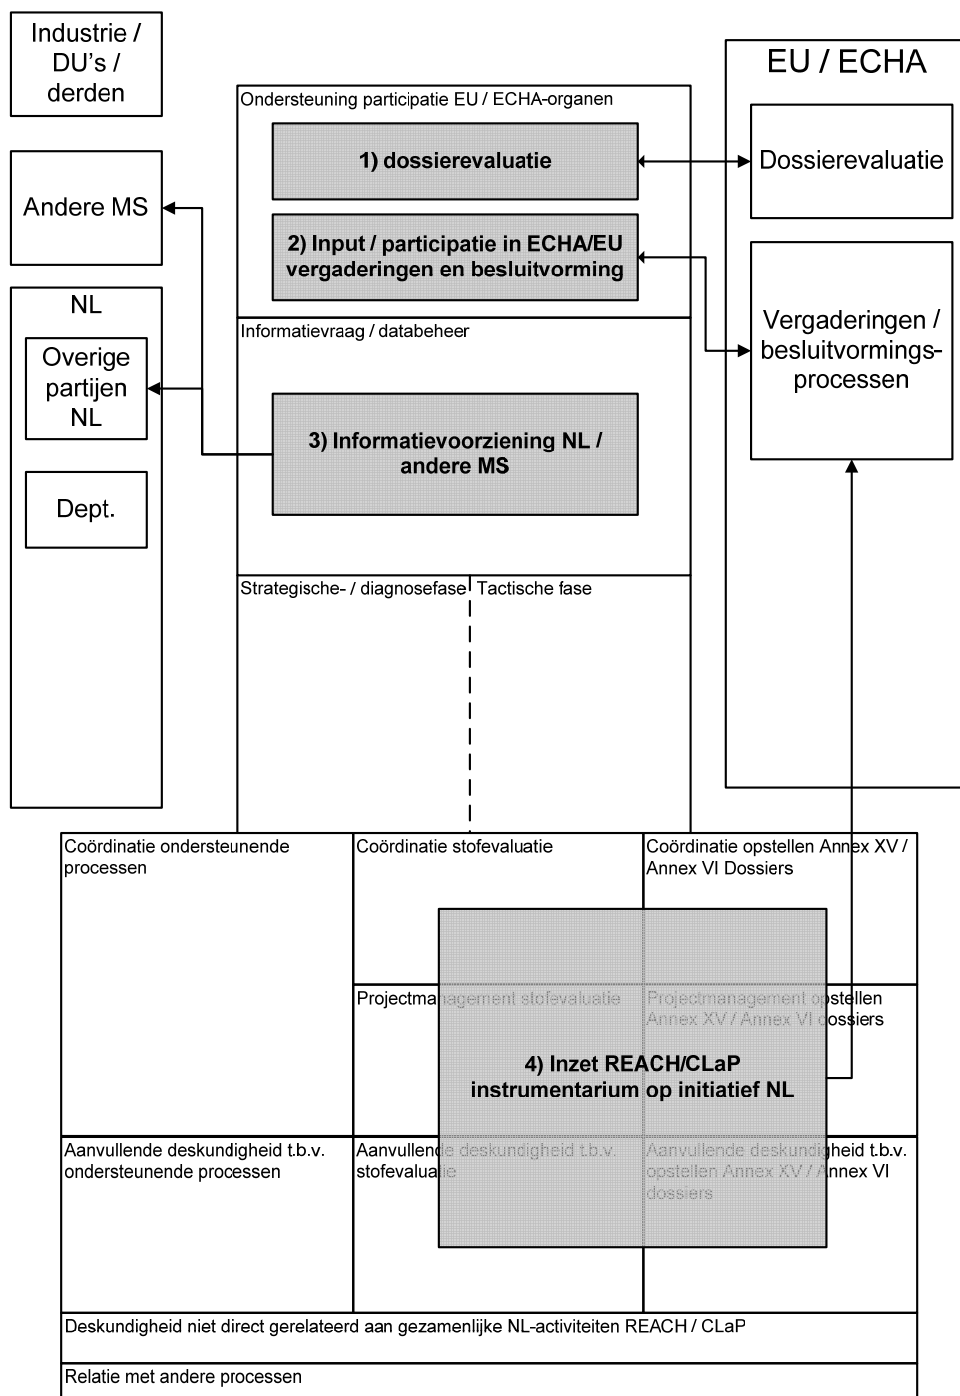 Industrie /
DU's /
derden
Andere MS
NL
Overige
partijen
NL
Dept.
Ondersteuning participatie EU / ECHA-organen
1) dossierevaluatie
2) Input / participatie in ECHA/EU
vergaderingen en besluitvorming
Informatievraag / databeheer
3) Informatievoorziening NL /
andere MS
Strategische- / diagnosefase
Tactische fase
EU / ECHA
Dossierevaluatie
Vergaderingen /
besluitvormings-
processen
Coördinatie ondersteunende
processen
Coördinatie stofevaluatie
Coördinatie opstellen Annex XV /
Annex VI Dossiers
Projectmanagement stofevaluatie
Projectmanagement opstellen
Annex XV / Annex VI dossiers
4) Inzet REACH/CLaP
instrumentarium op initiatief NL
Aanvullende deskundigheid t.b.v.
ondersteunende processen
Aanvullende deskundigheid t.b.v.
stofevaluatie
Aanvullende deskundigheid t.b.v.
opstellen Annex XV / Annex VI
dossiers
Deskundigheid niet direct gerelateerd aan gezamenlijke NL-activiteiten REACH / CLaP
Relatie met andere processen